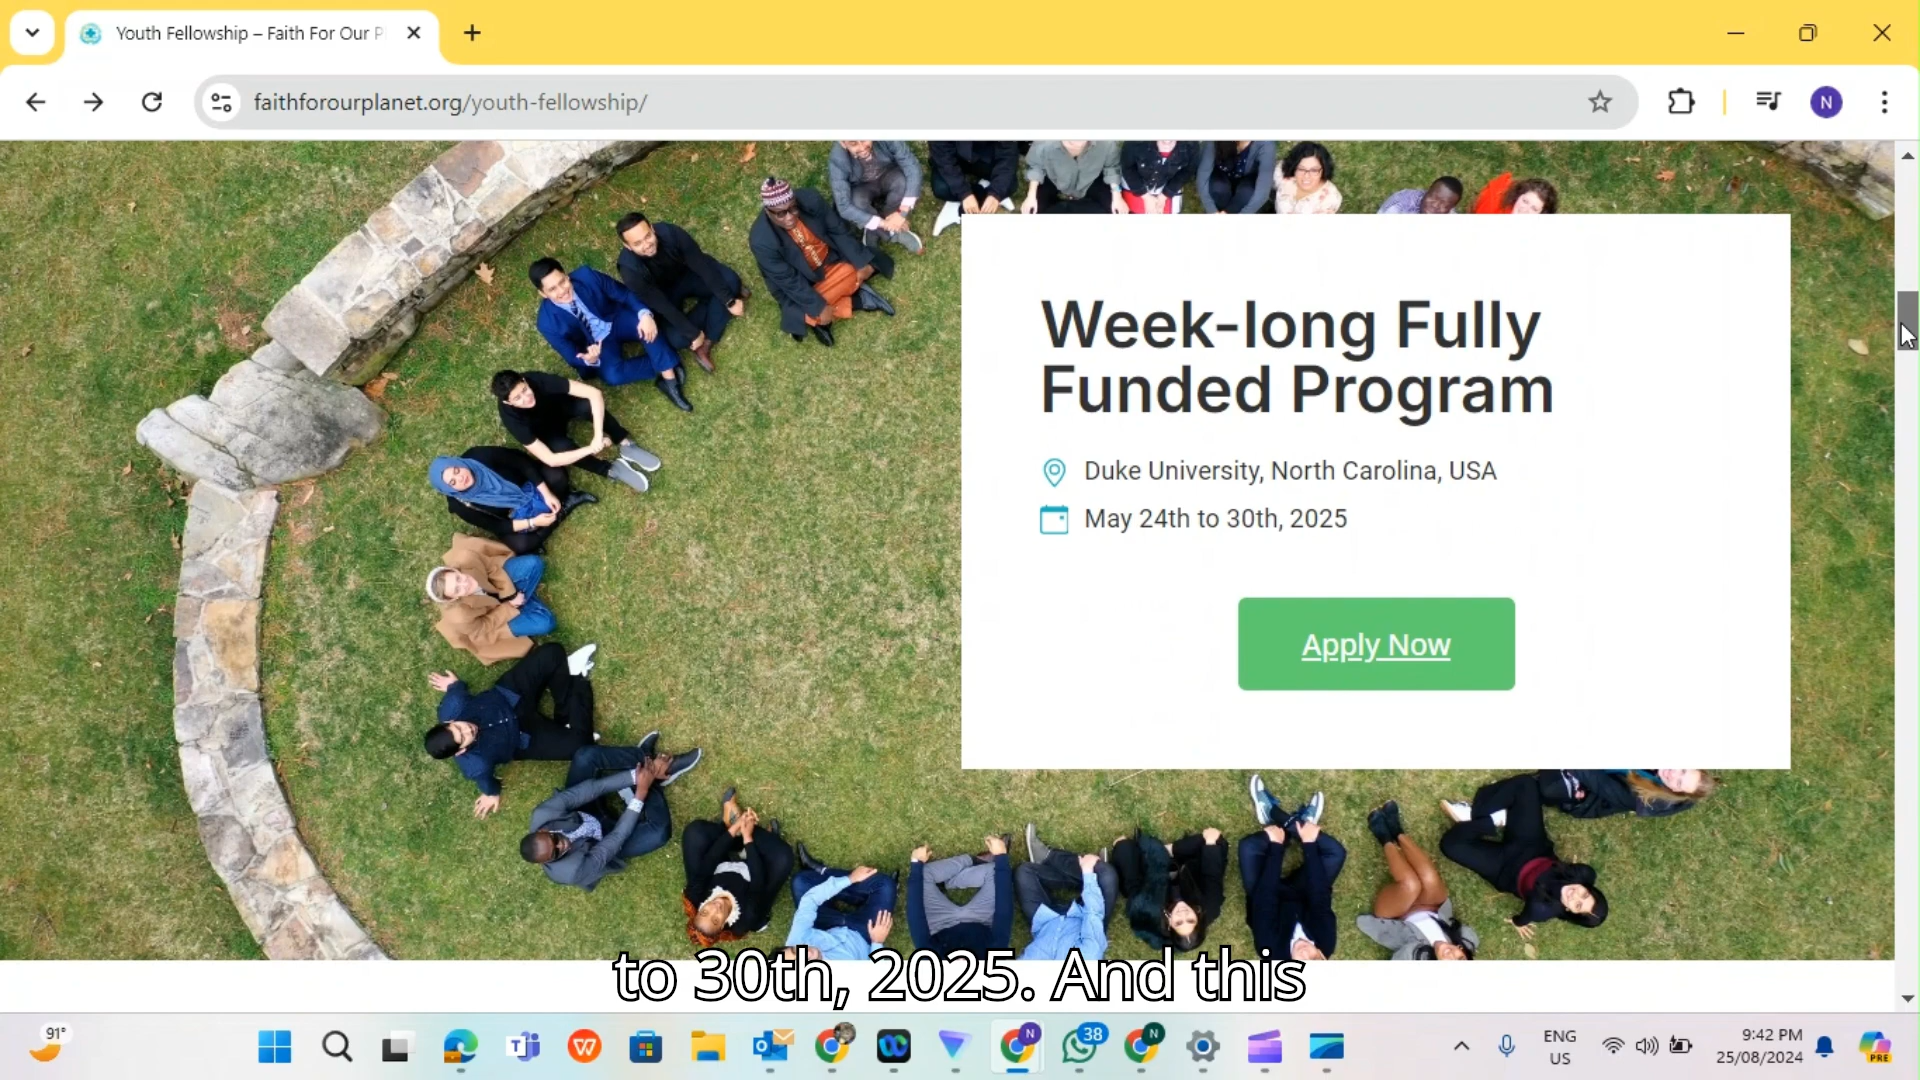 Youth Fellowship – Faith For Our P
faithforourplanet.org/youth-fellowship/
N
Week-long Fully
Funded Program
Duke University, North Carolina, USA
May 24th to 30th, 2025
Apply Now
to 30th, 2025. And this
91°
N
38
N
ENG
US
9:42 PM
25/08/2024
PRE